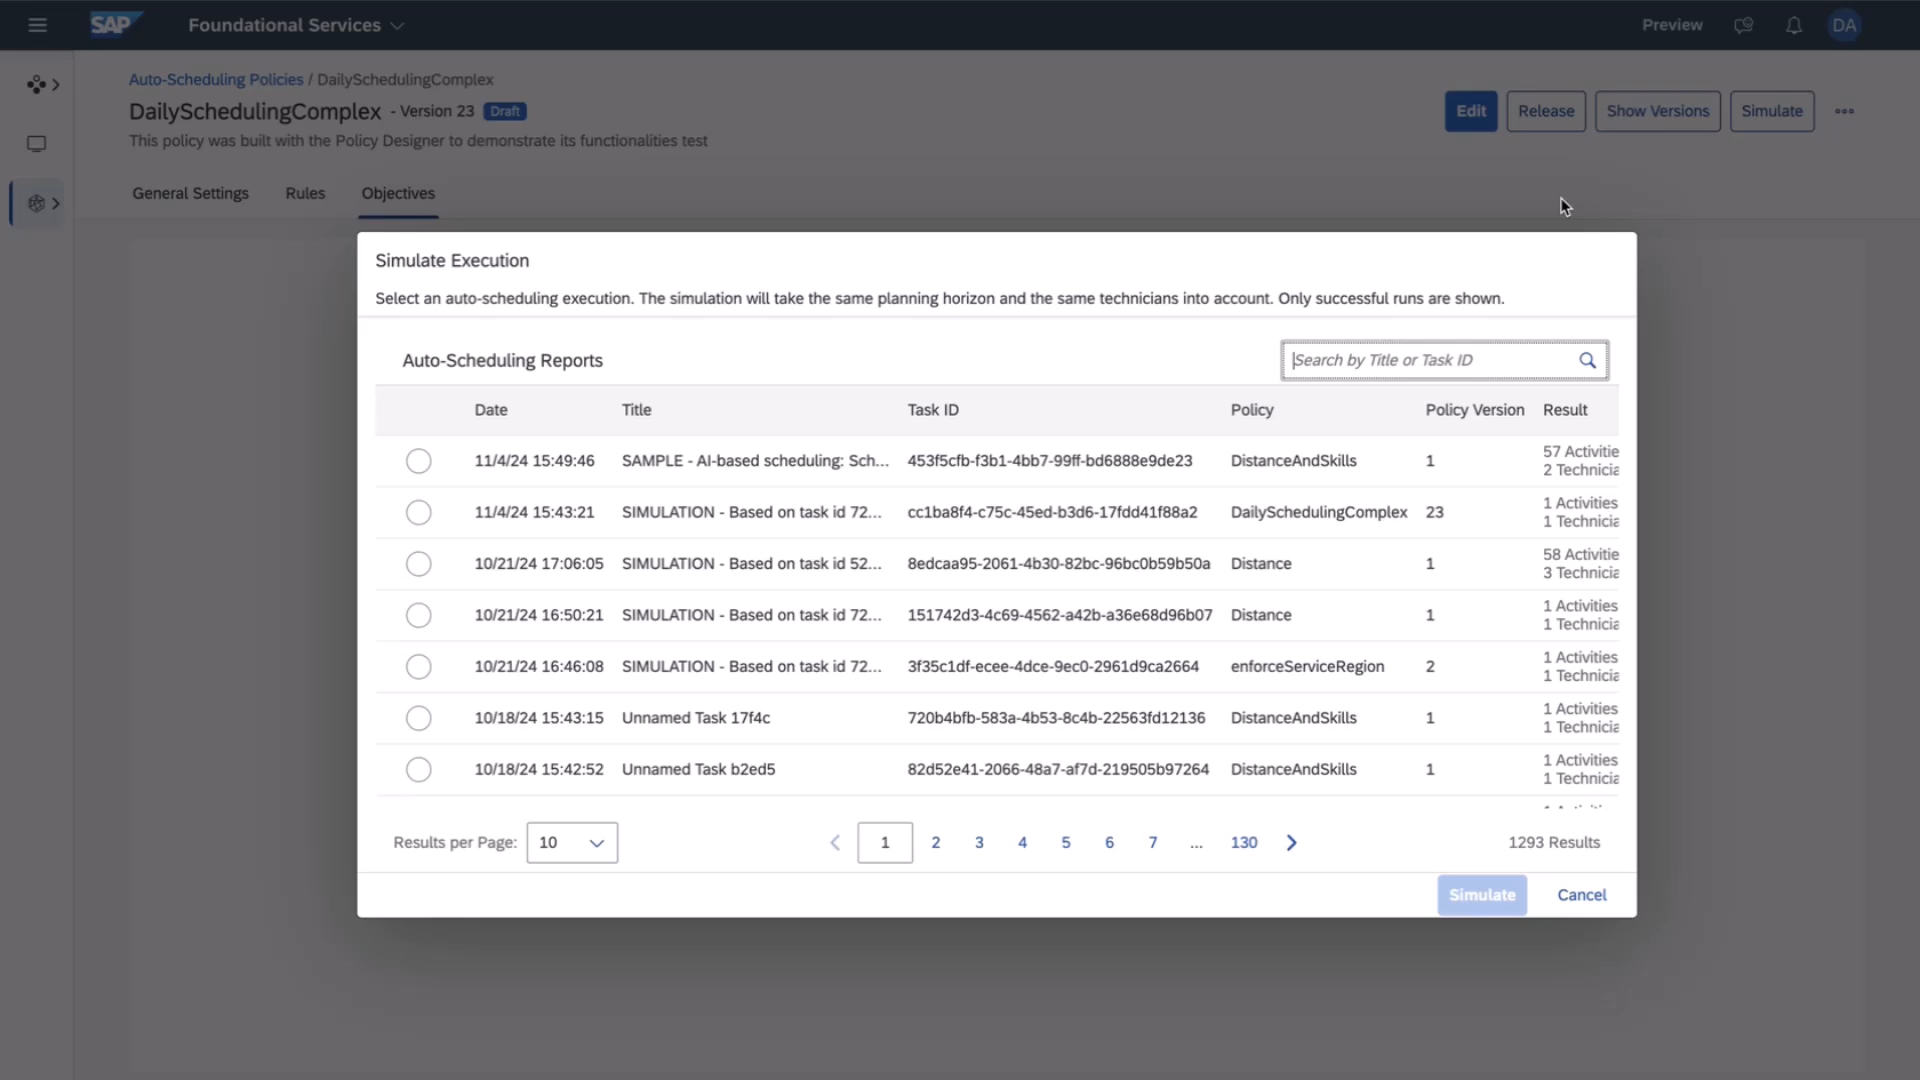 SAP Foundational Services Preview DA
Auto-Scheduling Policies / DailySchedulingComplex
DailySchedulingComplex - Version 23 Draft Edit Release Show Versions Simulate
This policy was built with the Policy Designer to demonstrate its functionalities test
General Settings Rules Objectives
Simulate Execution
Select an auto-scheduling execution. The simulation will take the same planning horizon and the same technicians into account. Only successful runs are shown.
Auto-Scheduling Reports Search by Title or Task ID
Date Title Task ID Policy Policy Version Result
11/4/24 15:49:46 SAMPLE - AI-based scheduling: Sch... 453f5cfb-f3b1-4bb7-99ff-bd6888e9de23 DistanceAndSkills 1 57 Activitie
2 Technicia
11/4/24 15:43:21 SIMULATION - Based on task id 72... cc1ba8f4-c75c-45ed-b3d6-17fdd41f88a2 DailySchedulingComplex 23 1 Activities
1 Technicia
10/21/24 17:06:05 SIMULATION - Based on task id 52... 8edcaa95-2061-4b30-82bc-96bc0b59b50a Distance 1 58 Activitie
3 Technicia
10/21/24 16:50:21 SIMULATION - Based on task id 72... 151742d3-4c69-4562-a42b-a36e68d96b07 Distance 1 1 Activities
1 Technicia
10/21/24 16:46:08 SIMULATION - Based on task id 72... 3f35c1df-ecee-4dce-9ec0-2961d9ca2664 enforceServiceRegion 2 1 Activities
1 Technicia
10/18/24 15:43:15 Unnamed Task 17f4c 720b4bfb-583a-4b53-8c4b-22563fd12136 DistanceAndSkills 1 1 Activities
1 Technicia
10/18/24 15:42:52 Unnamed Task b2ed5 82d52e41-2066-48a7-af7d-219505b97264 DistanceAndSkills 1 1 Activities
1 Technicia
Results per Page: 10 1 2 3 4 5 6 7 ... 130 1293 Results
Simulate Cancel